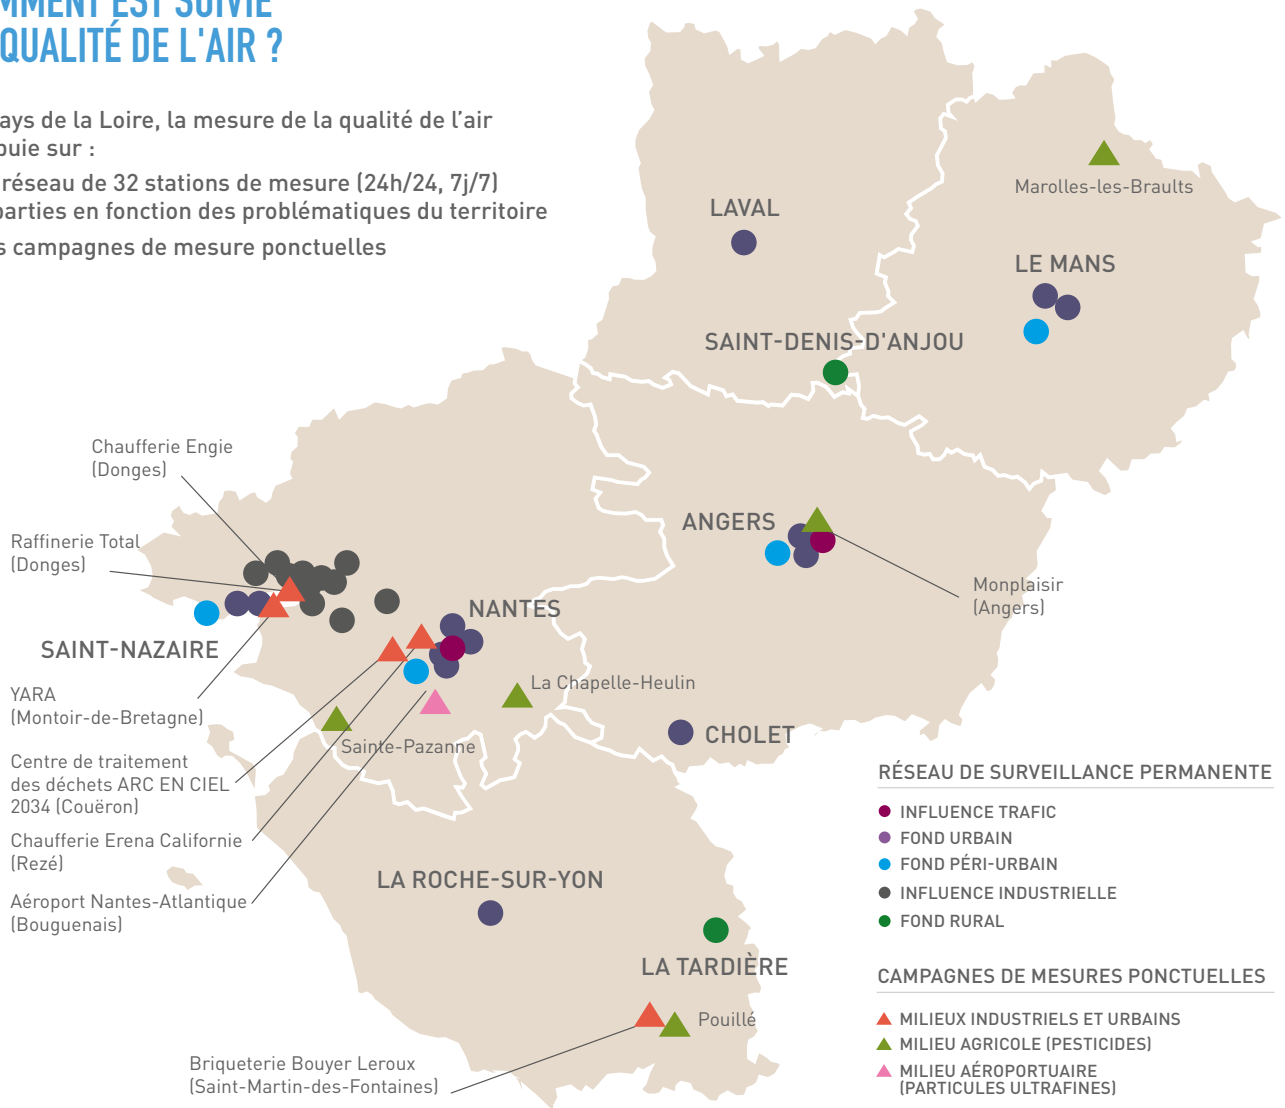 MMENT EST SUIVIE
QUALITÉ DE L'AIR ?
ays de la Loire, la mesure de la qualité de l'air
puie sur :
réseau de 32 stations de mesure (24h/24, 7j/7)
parties en fonction des problématiques du territoire
s campagnes de mesure ponctuelles
Marolles-les-Braults
LAVAL
LE MANS
SAINT-DENIS-D'ANJOU
Chaufferie Engie
(Donges)
ANGERS
Raffinerie Total
(Donges)
Monplaisir
(Angers)
NANTES
SAINT-NAZAIRE
La Chapelle-Heulin
YARA
(Montoir-de-Bretagne)
CHOLET
Sainte-Pazanne
Centre de traitement
des déchets ARC EN CIEL
2034 (Couëron)
Chaufferie Erena Californie
(Rezé)
Aéroport Nantes-Atlantique
(Bouguenais)
LA ROCHE-SUR-YON
LA TARDIÈRE
Pouillé
Briqueterie Bouyer Leroux
(Saint-Martin-des-Fontaines)
RÉSEAU DE SURVEILLANCE PERMANENTE
INFLUENCE TRAFIC
FOND URBAIN
FOND PÉRI-URBAIN
INFLUENCE INDUSTRIELLE
FOND RURAL
CAMPAGNES DE MESURES PONCTUELLES
MILIEUX INDUSTRIELS ET URBAINS
MILIEU AGRICOLE (PESTICIDES)
MILIEU AÉROPORTUAIRE
(PARTICULES ULTRAFINES)